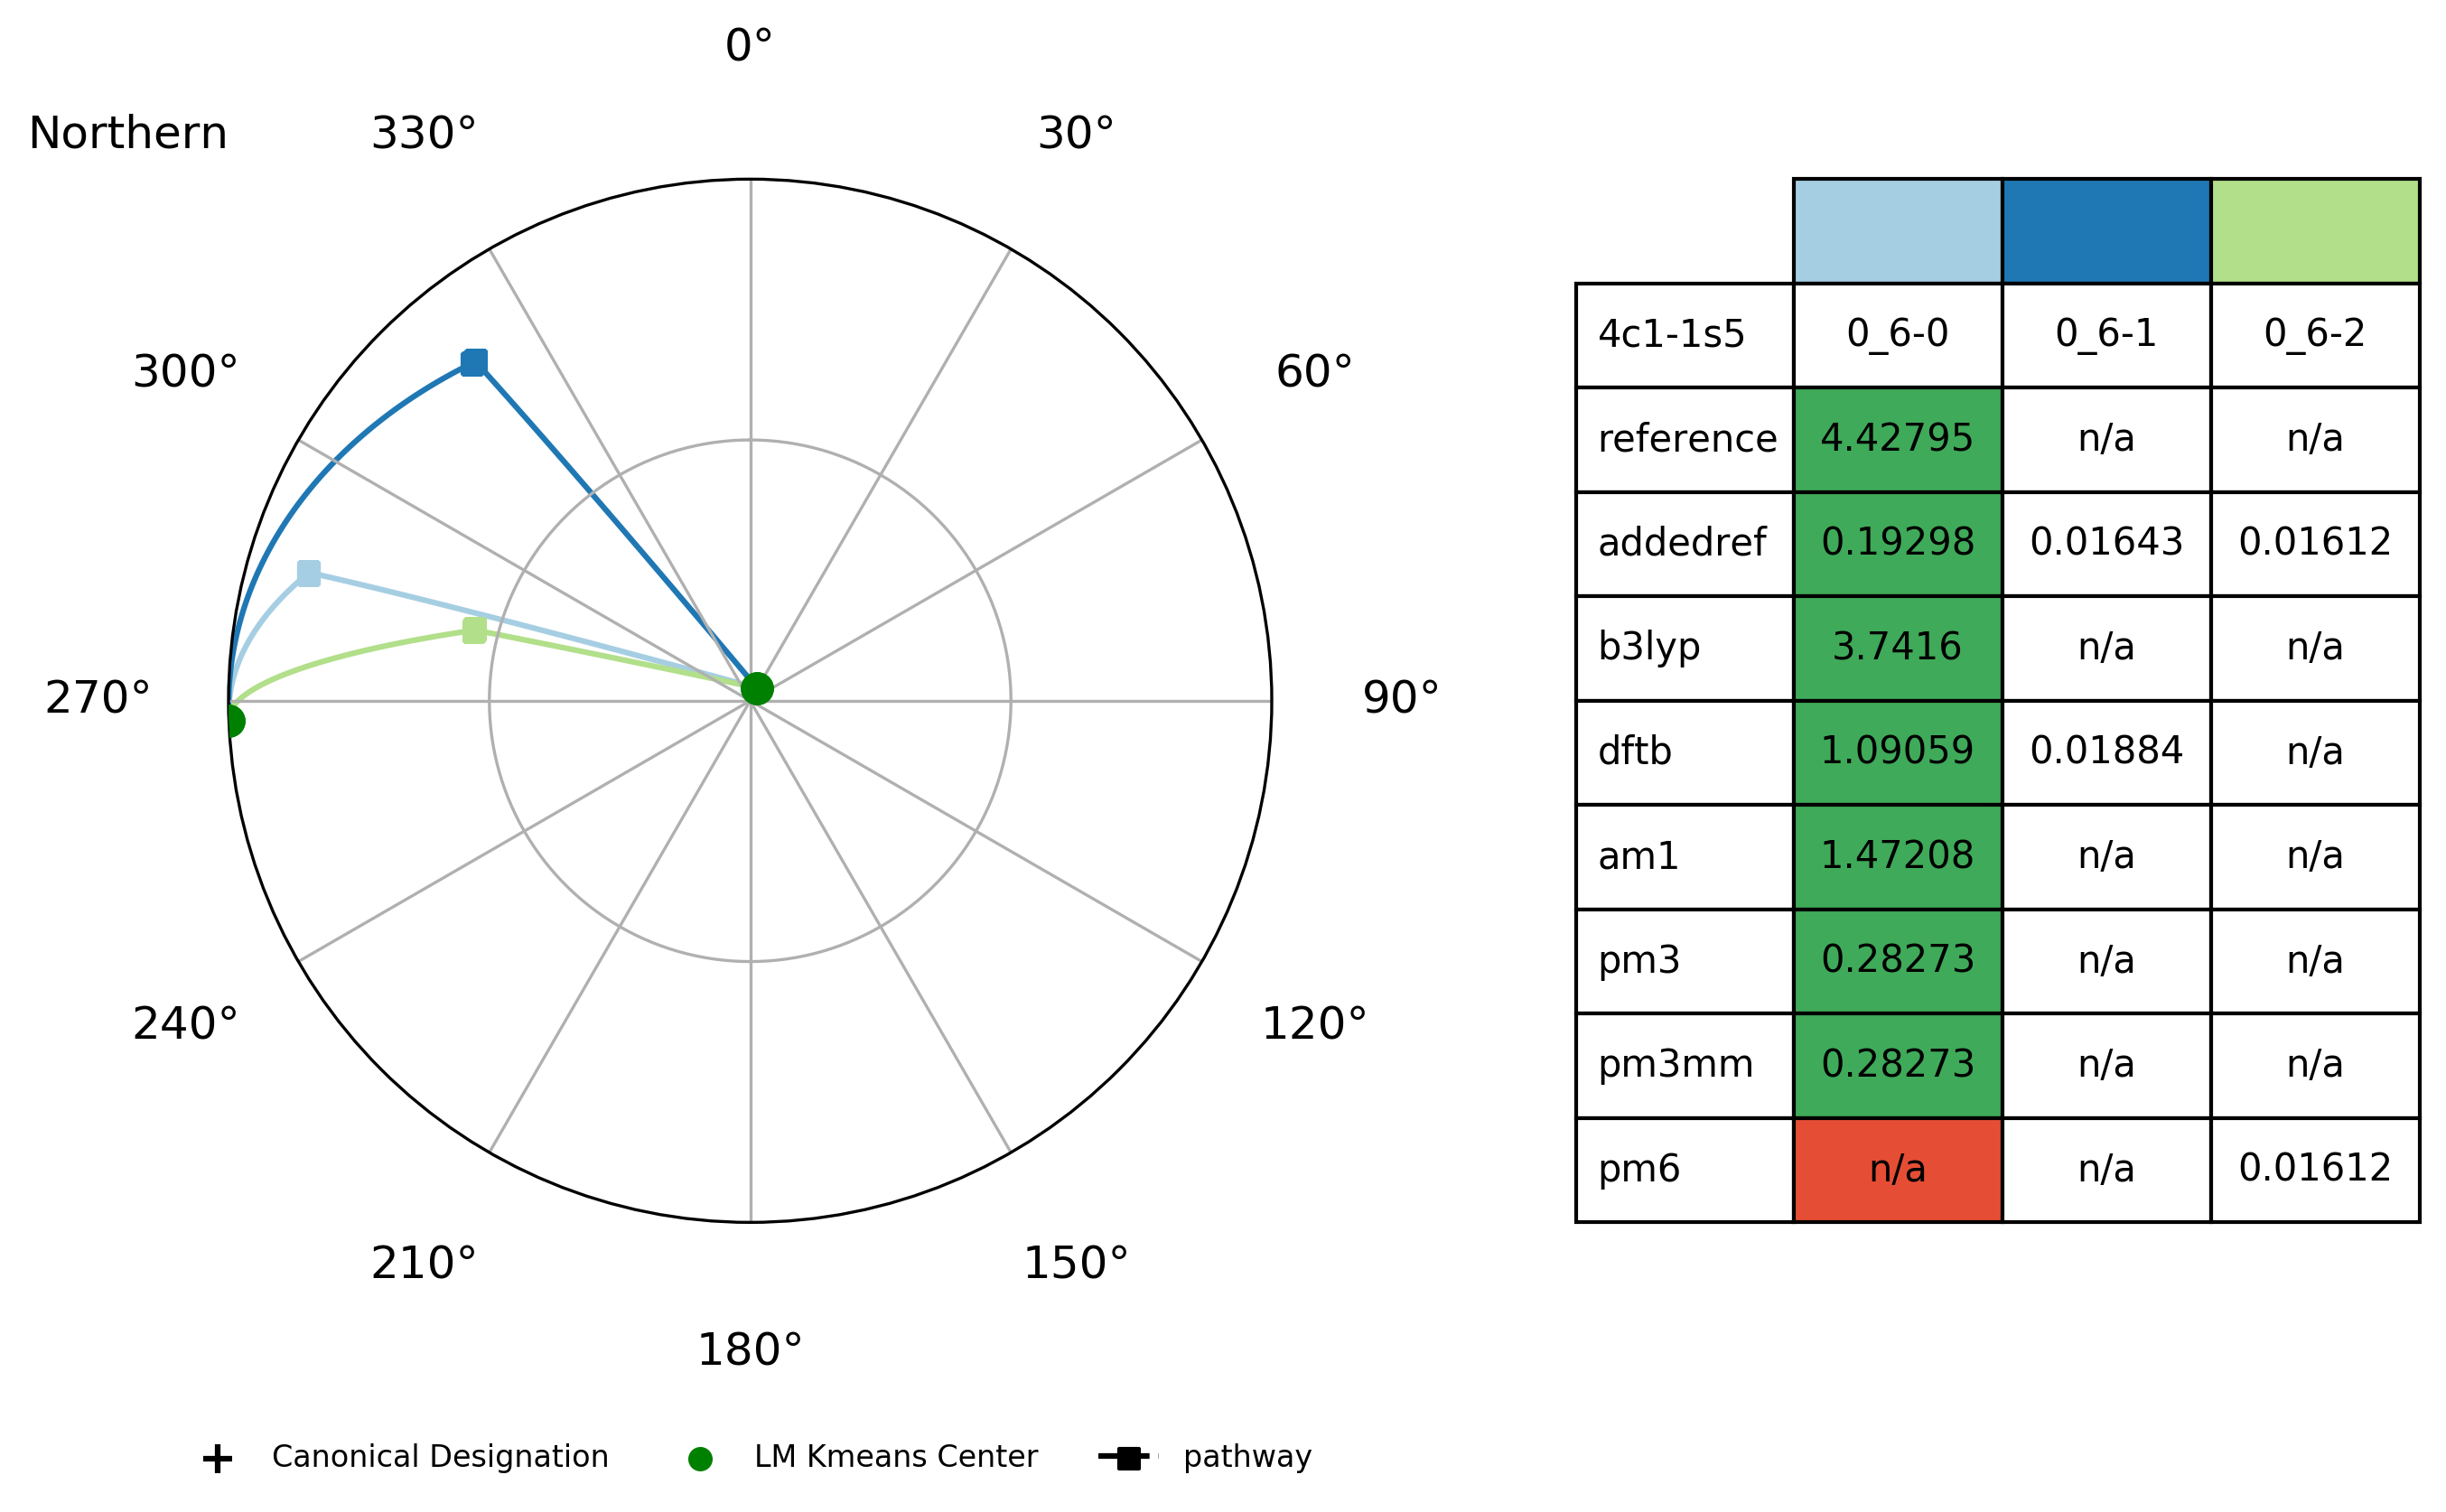 0°
Northern 330° 30°
300° 60°
270° 90°
240° 120°
210° 150°
180°
4c1-1s5 0_6-0 0_6-1 0_6-2
reference 4.42795 n/a n/a
addedref 0.19298 0.01643 0.01612
b3lyp 3.7416 n/a n/a
dftb 1.09059 0.01884 n/a
am1 1.47208 n/a n/a
pm3 0.28273 n/a n/a
pm3mm 0.28273 n/a n/a
pm6 n/a n/a 0.01612
Canonical Designation LM Kmeans Center pathway